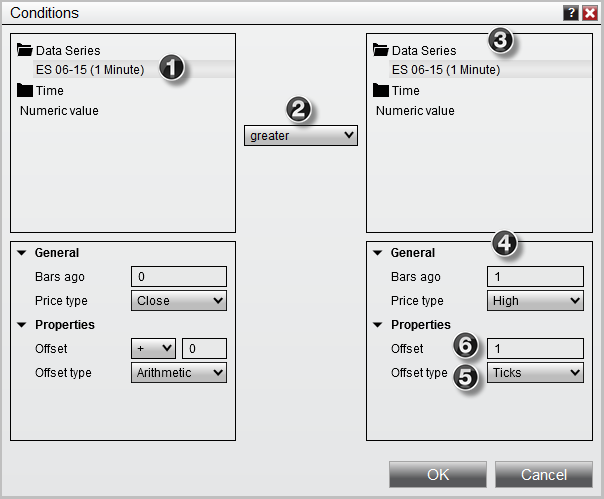 Conditions ?
Data Series
ES 06-15 (1 Minute) 1
Time
Numeric value
2
greater
3
Data Series
ES 06-15 (1 Minute)
Time
Numeric value
General
Bars ago 0
Price type Close
Properties
Offset + 0
Offset type Arithmetic
4
General
Bars ago 1
Price type High
Properties
Offset 6 1
Offset type 5 Ticks
OK Cancel